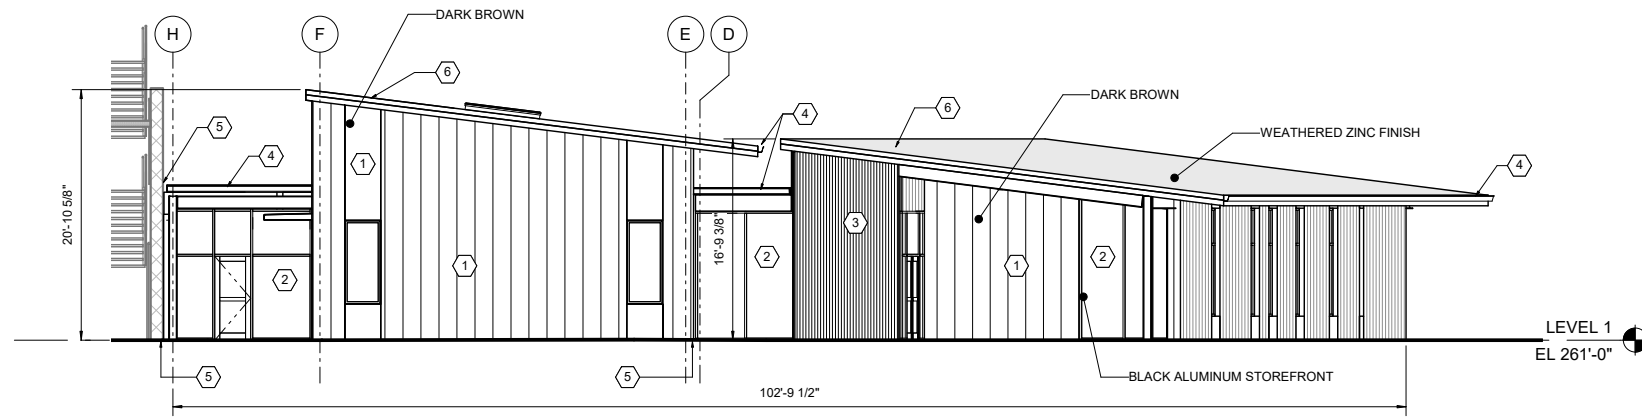 DARK BROWN
H
F
E
D
6
4
6
DARK BROWN
5
WEATHERED ZINC FINISH
4
1
4
20'- 10 5/8"
3
16'-9 3/8"
2
1
1
2
2
LEVEL 1
EL 261'-0"
5
5
BLACK ALUMINUM STOREFRONT
102'-9 1/2"